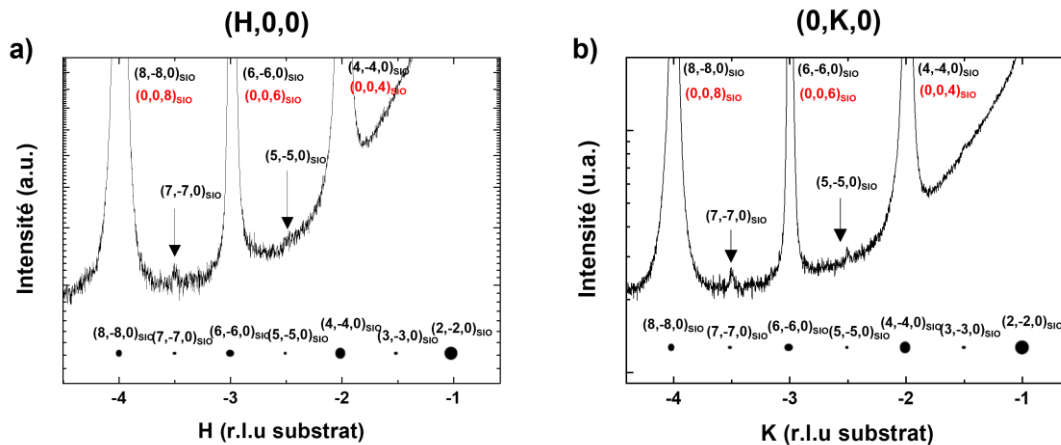 (H,0,0)
a)
(8,-8,0)SIO
(0,0,8)SIO
(6,-6,0)SIO
(0,0,6)SIO
(4,-4,0)SIO
(0,0,4)SIO
(7,-7,0)SIO
(5,-5,0)SIO
Intensité (a.u.)
(8,-8,0)SIO
(7,-7,0)SIO
(6,-6,0)SIO
(5,-5,0)SIO
(4,-4,0)SIO
(3,-3,0)SIO
(2,-2,0)SIO
-4 -3 -2 -1
H (r.l.u substrat)
(0,K,0)
b)
(8,-8,0)SIO
(0,0,8)SIO
(6,-6,0)SIO
(0,0,6)SIO
(4,-4,0)SIO
(0,0,4)SIO
(7,-7,0)SIO
(5,-5,0)SIO
Intensité (u.a.)
(8,-8,0)SIO
(7,-7,0)SIO
(6,-6,0)SIO
(5,-5,0)SIO
(4,-4,0)SIO
(3,-3,0)SIO
(2,-2,0)SIO
-4 -3 -2 -1
K (r.l.u substrat)